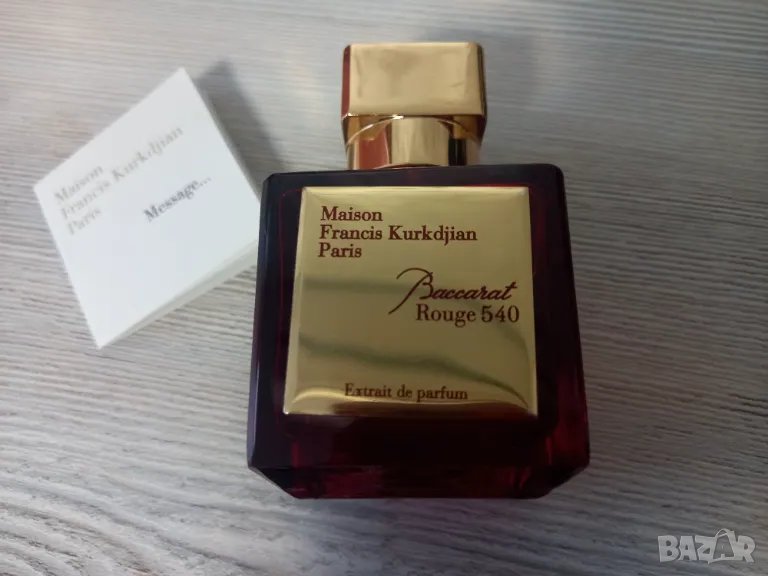 Maison
Francis Kurkdjian
Paris
Message...
Maison
Francis Kurkdjian
Paris
Baccarat
Rouge 540
Extrait de parfum
BAZAR